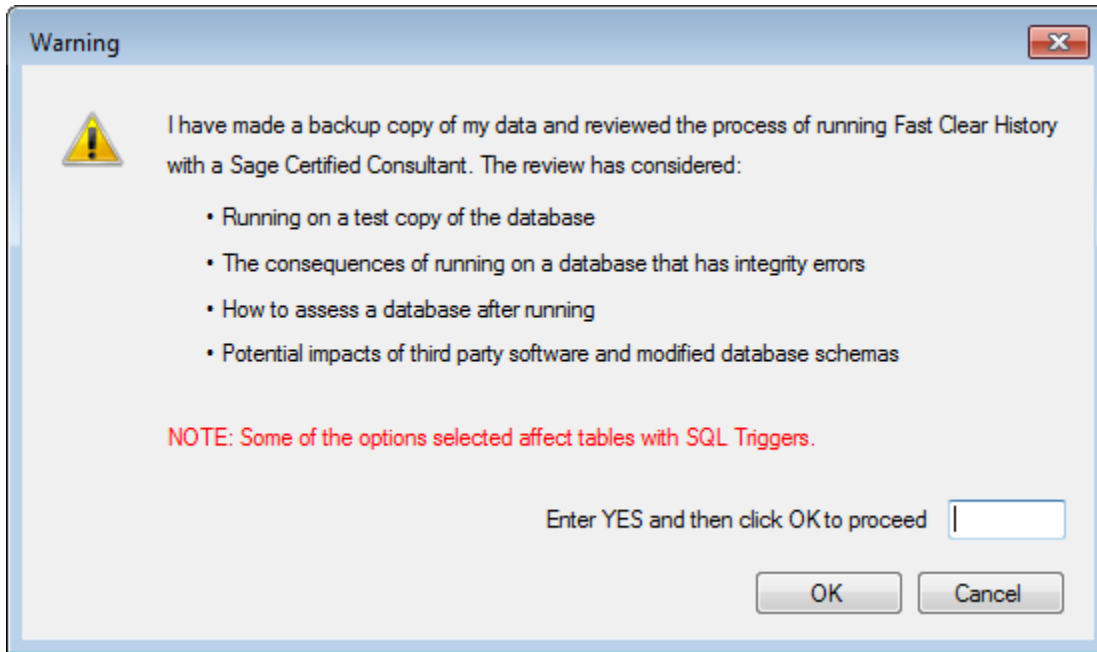 Warning
I have made a backup copy of my data and reviewed the process of running Fast Clear History
with a Sage Certified Consultant. The review has considered:
• Running on a test copy of the database
• The consequences of running on a database that has integrity errors
• How to assess a database after running
• Potential impacts of third party software and modified database schemas
NOTE: Some of the options selected affect tables with SQL Triggers.
Enter YES and then click OK to proceed
OK Cancel